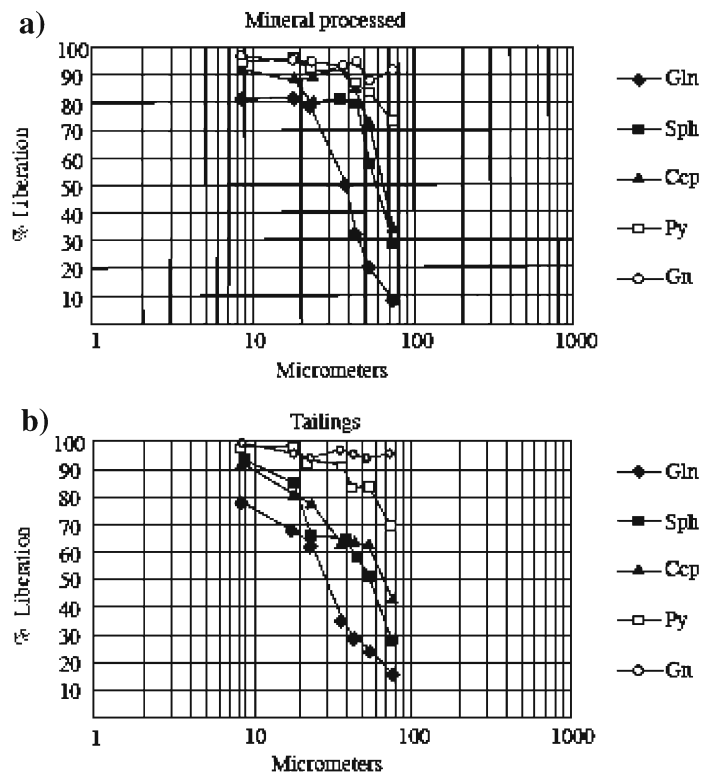 a)
Mineral processed
% Liberation
100
90
80
70
60
50
40
30
20
10
1
10
100
1000
Micrometers
Gln
Sph
Ccp
Py
Gn
b)
Tailings
% Liberation
100
90
80
70
60
50
40
30
20
10
1
10
100
1000
Micrometers
Gln
Sph
Ccp
Py
Gn